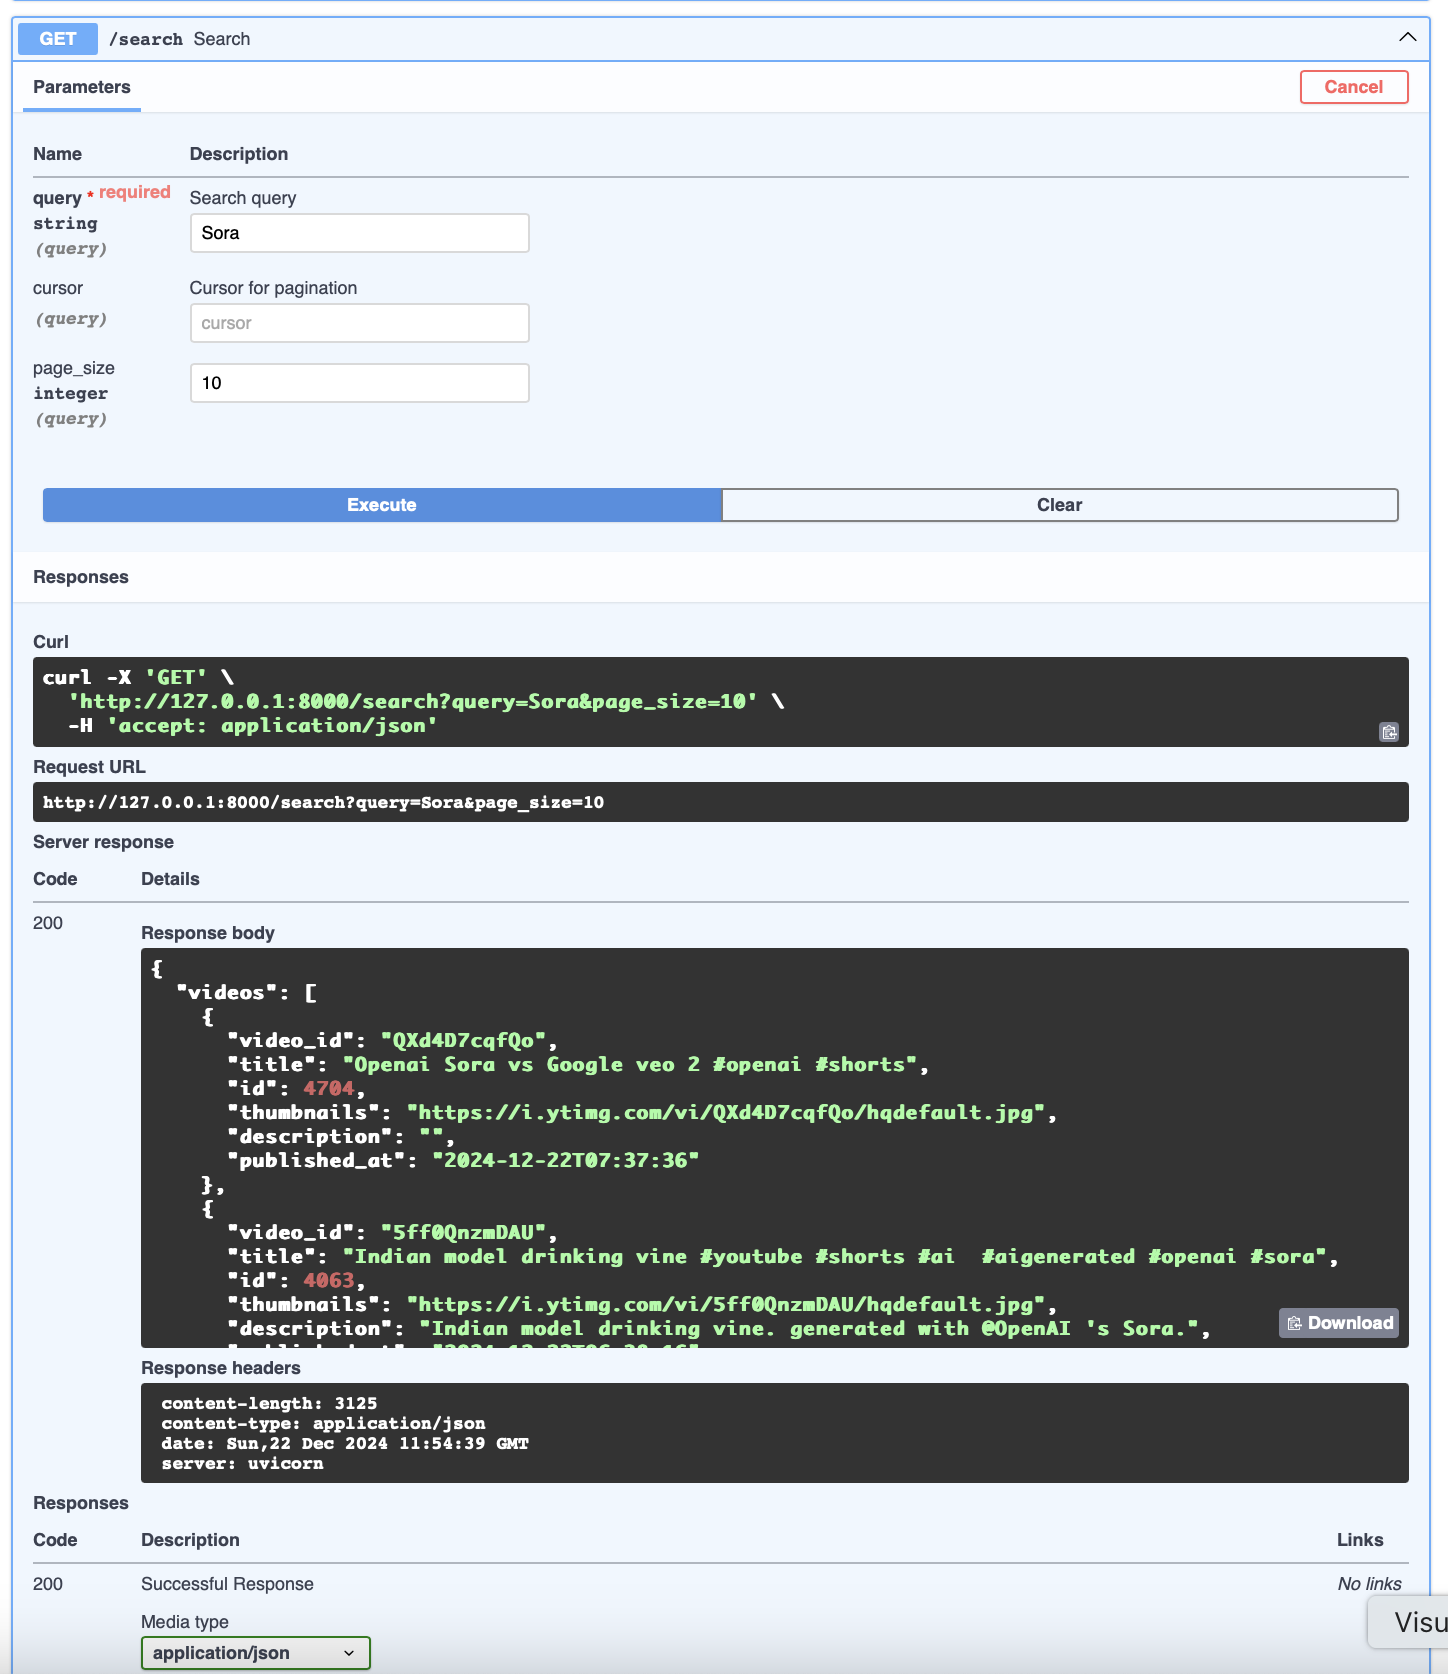 GET /search Search
Parameters
Cancel
Name Description
query * required Search query
string Sora
(query)
cursor Cursor for pagination
(query) cursor
page_size
integer 10
(query)
Execute Clear
Responses
Curl
curl -X 'GET' \
'http://127.0.0.1:8000/search?query=Sora&page_size=10' \
-H 'accept: application/json'
Request URL
http://127.0.0.1:8000/search?query=Sora&page_size=10
Server response
Code Details
200
Response body
{
"videos": [
{
"video_id": "QXd4D7cqfQo",
"title": "Openai Sora vs Google veo 2 #openai #shorts",
"id": 4704,
"thumbnails": "https://i.ytimg.com/vi/QXd4D7cqfQo/hqdefault.jpg",
"description": "",
"published_at": "2024-12-22T07:37:36"
},
{
"video_id": "5ff0QnzmDAU",
"title": "Indian model drinking vine #youtube #shorts #ai  #aigenerated #openai #sora",
"id": 4063,
"thumbnails": "https://i.ytimg.com/vi/5ff0QnzmDAU/hqdefault.jpg",
"description": "Indian model drinking vine. generated with @OpenAI 's Sora.",
Download
Response headers
content-length: 3125
content-type: application/json
date: Sun,22 Dec 2024 11:54:39 GMT
server: uvicorn
Responses
Code Description Links
200 Successful Response No links
Media type
Visu
application/json